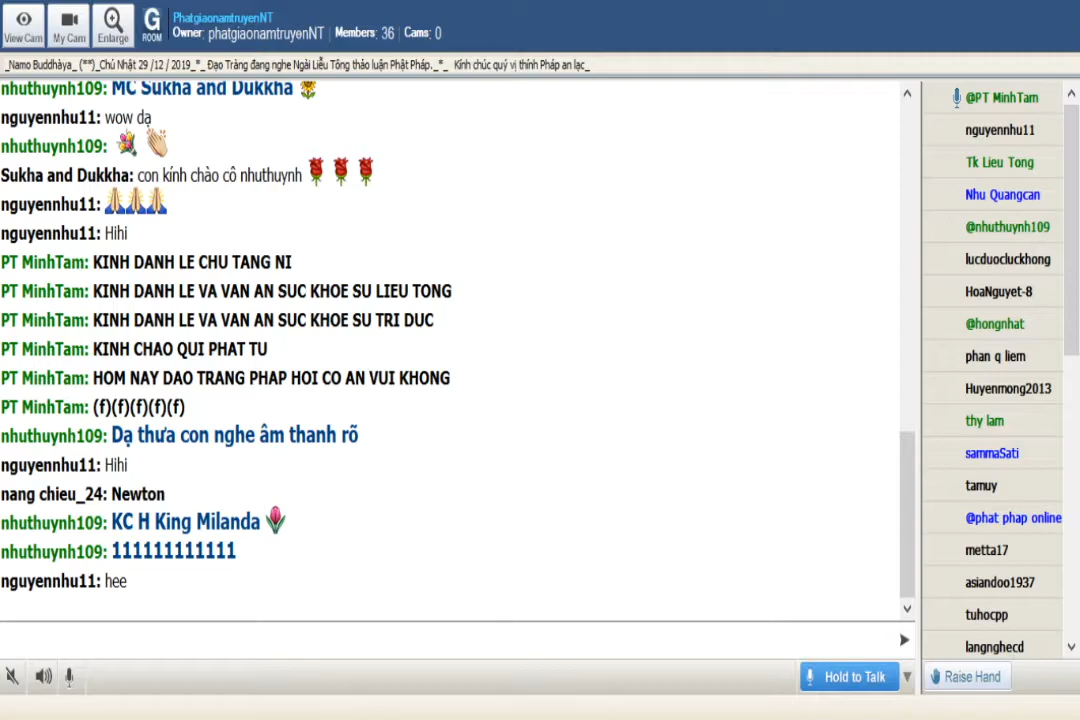 View Cam
My Cam
Enlarge
G
ROOM
PhatgiaonamtruyenNT
Owner: phatgiaonamtruyenNT Members: 36 Cams: 0
_Namo Buddhàya_ (**)_Chủ Nhật 29 /12 / 2019_*_ Đạo Tràng đang nghe Ngài Liễu Tông thảo luận Phật Pháp._*_ Kính chúc quý vị thính Pháp an lạc_
nhuthuynh109: MC Sukha and Dukkha
nguyennhu11: wow dạ
nhuthuynh109:
Sukha and Dukkha: con kính chào cô nhuthuynh
nguyennhu11:
nguyennhu11: Hihi
PT MinhTam: KINH DANH LE CHU TANG NI
PT MinhTam: KINH DANH LE VA VAN AN SUC KHOE SU LIEU TONG
PT MinhTam: KINH DANH LE VA VAN AN SUC KHOE SU TRI DUC
PT MinhTam: KINH CHAO QUI PHAT TU
PT MinhTam: HOM NAY DAO TRANG PHAP HOI CO AN VUI KHONG
PT MinhTam: (f)(f)(f)(f)(f)
nhuthuynh109: Dạ thưa con nghe âm thanh rõ
nguyennhu11: Hihi
nang chieu_24: Newton
nhuthuynh109: KC H King Milanda
nhuthuynh109: 111111111111
nguyennhu11: hee
@PT MinhTam
nguyennhu11
Tk Lieu Tong
Nhu Quangcan
@nhuthuynh109
lucduocluckhong
HoaNguyet-8
@hongnhat
phan q liem
Huyenmong2013
thy lam
sammaSati
tamuy
@phat phap online
metta17
asiandoo1937
tuhocpp
langnghecd
Hold to Talk
Raise Hand